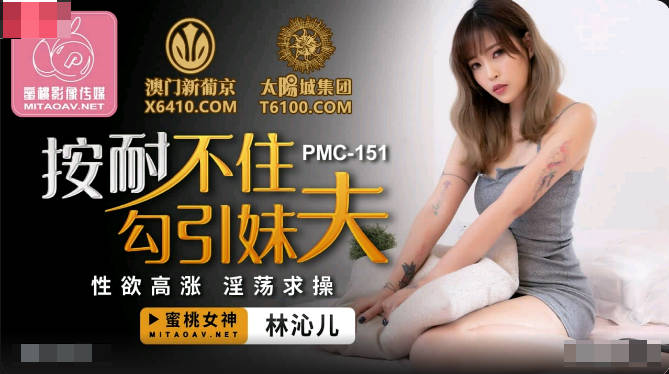 蜜桃影像传媒
MITAOAV.NET
澳门新葡京
X6410.COM
太陽城集团
T6100.COM
按耐不住
PMC-151
勾引妹夫
性欲高涨 淫荡求操
蜜桃女神
MITAOAV.NET
林沁儿